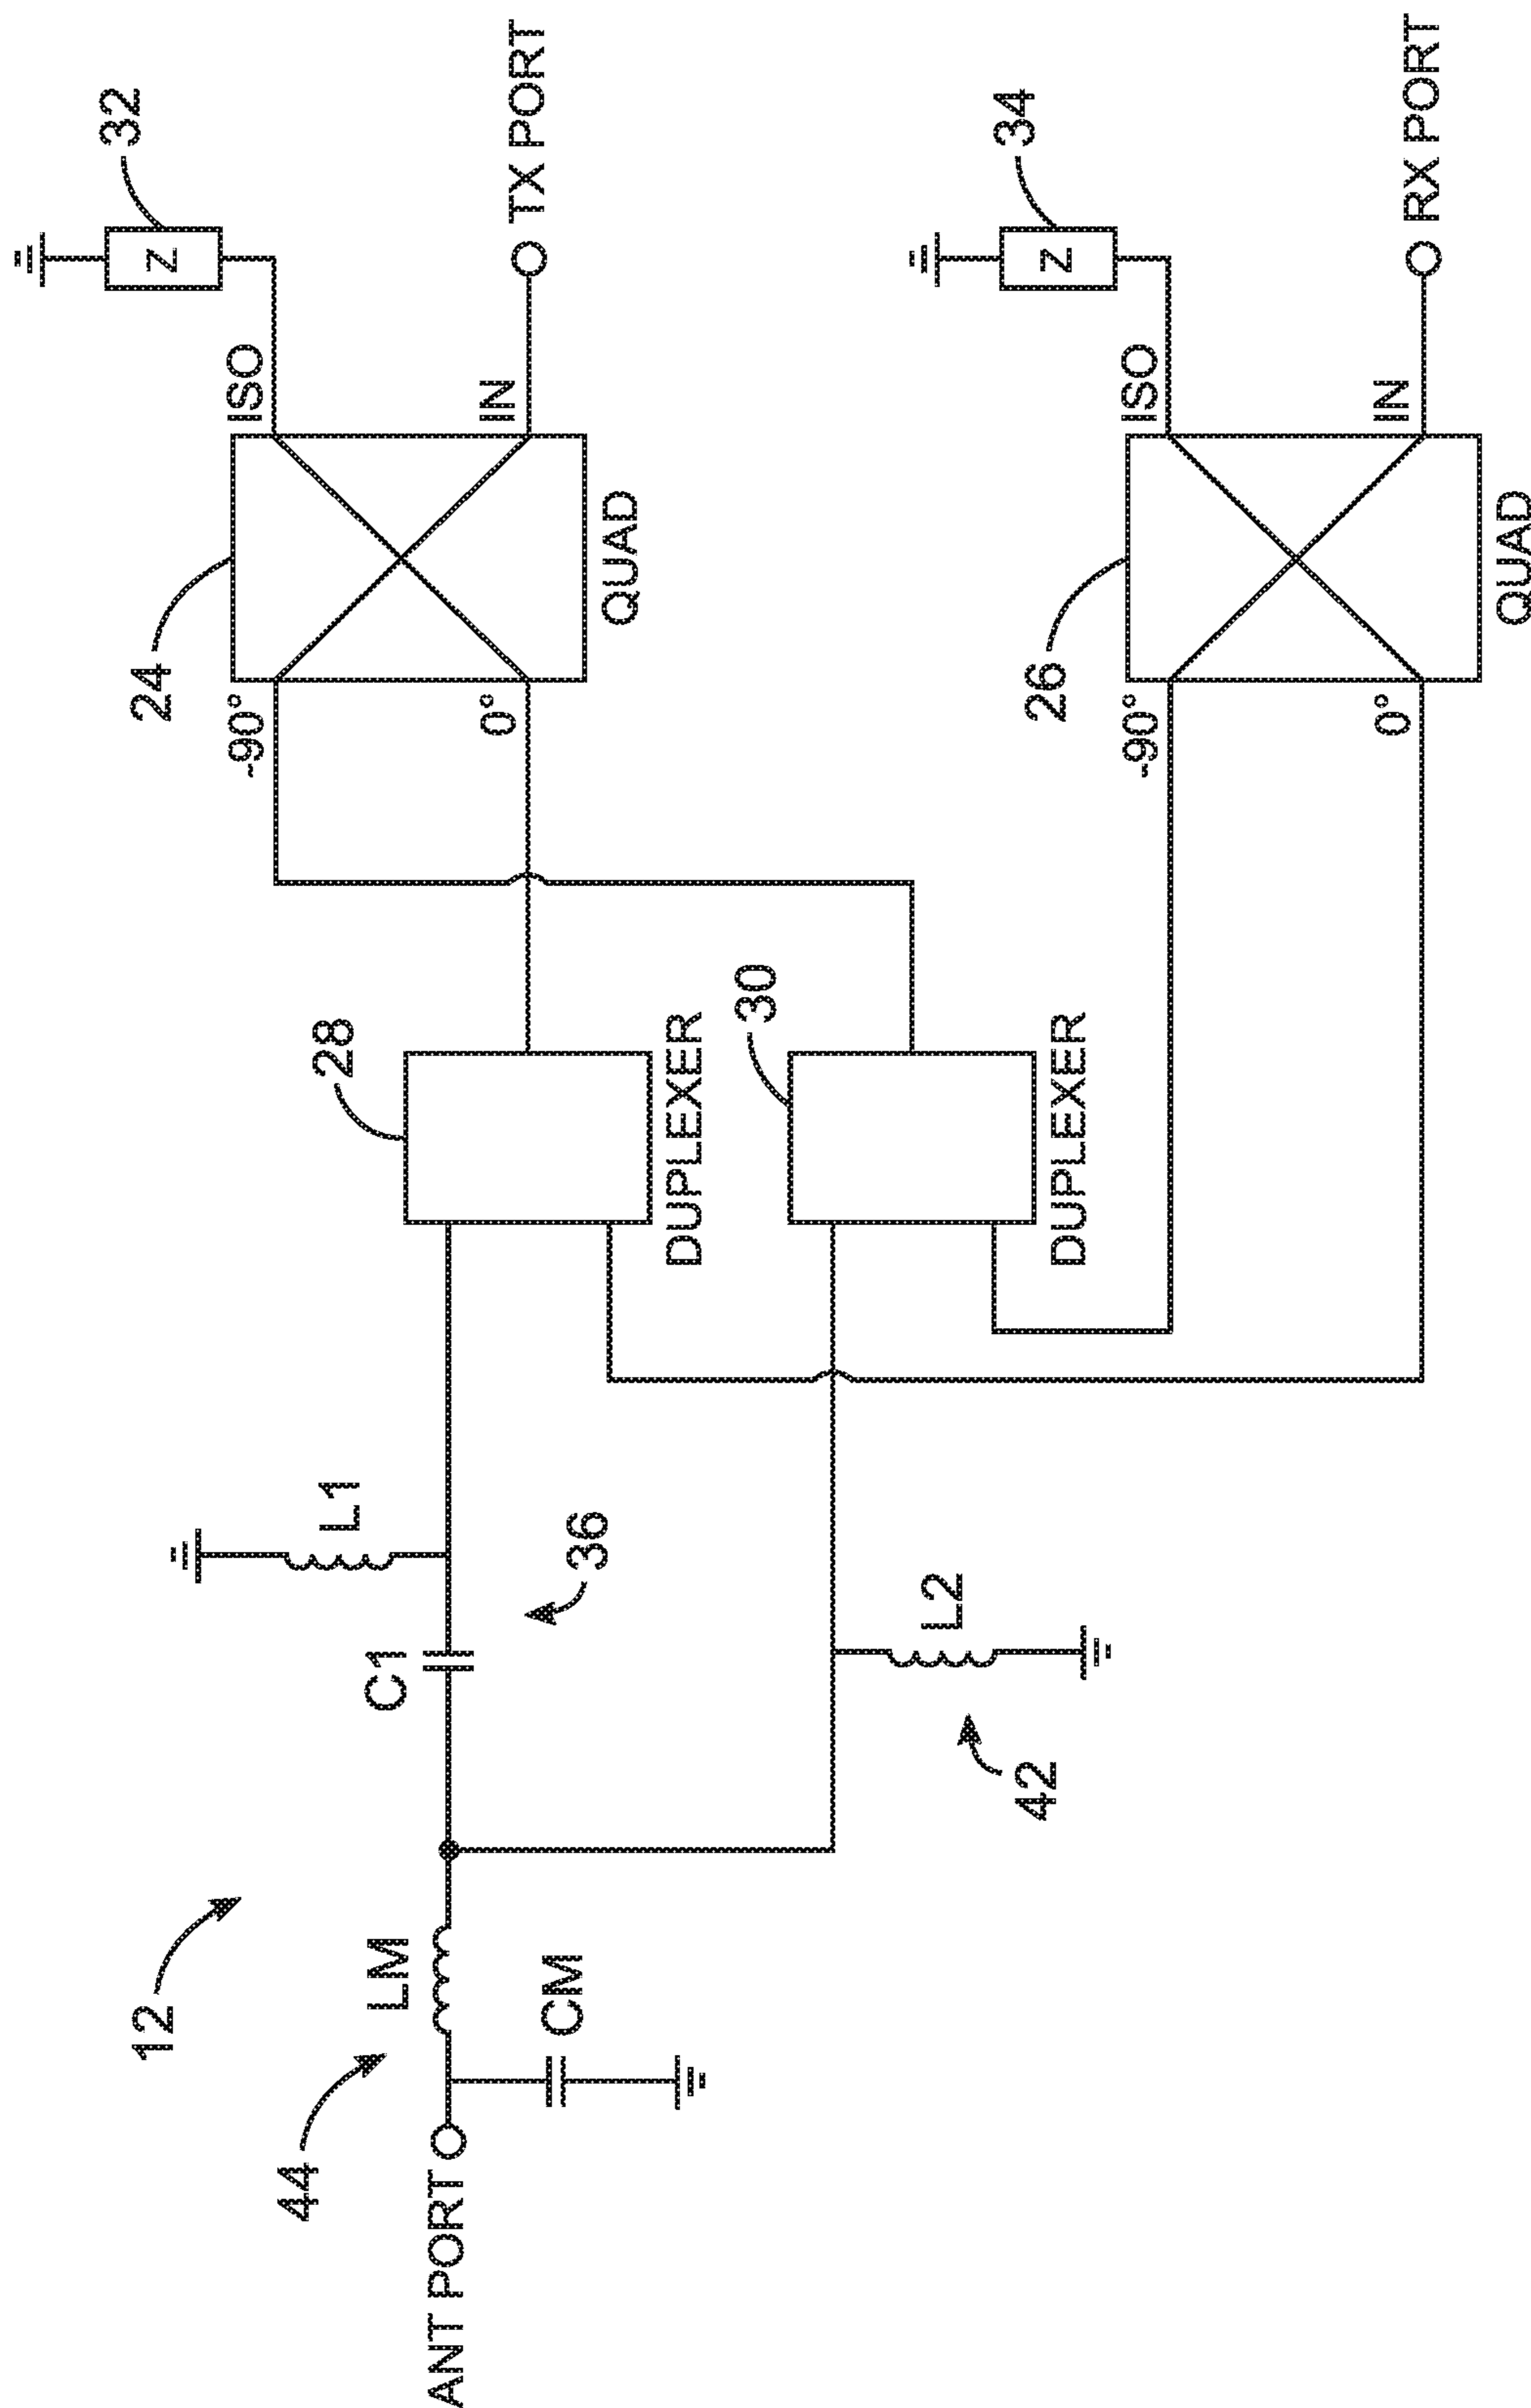 12
44
ANT PORT
LM
CM
C1
L1
36
L2
42
28
DUPLEXER
30
DUPLEXER
24
-90°
0°
ISO
IN
QUAD
32
Z
TX PORT
26
-90°
0°
ISO
IN
QUAD
34
Z
RX PORT